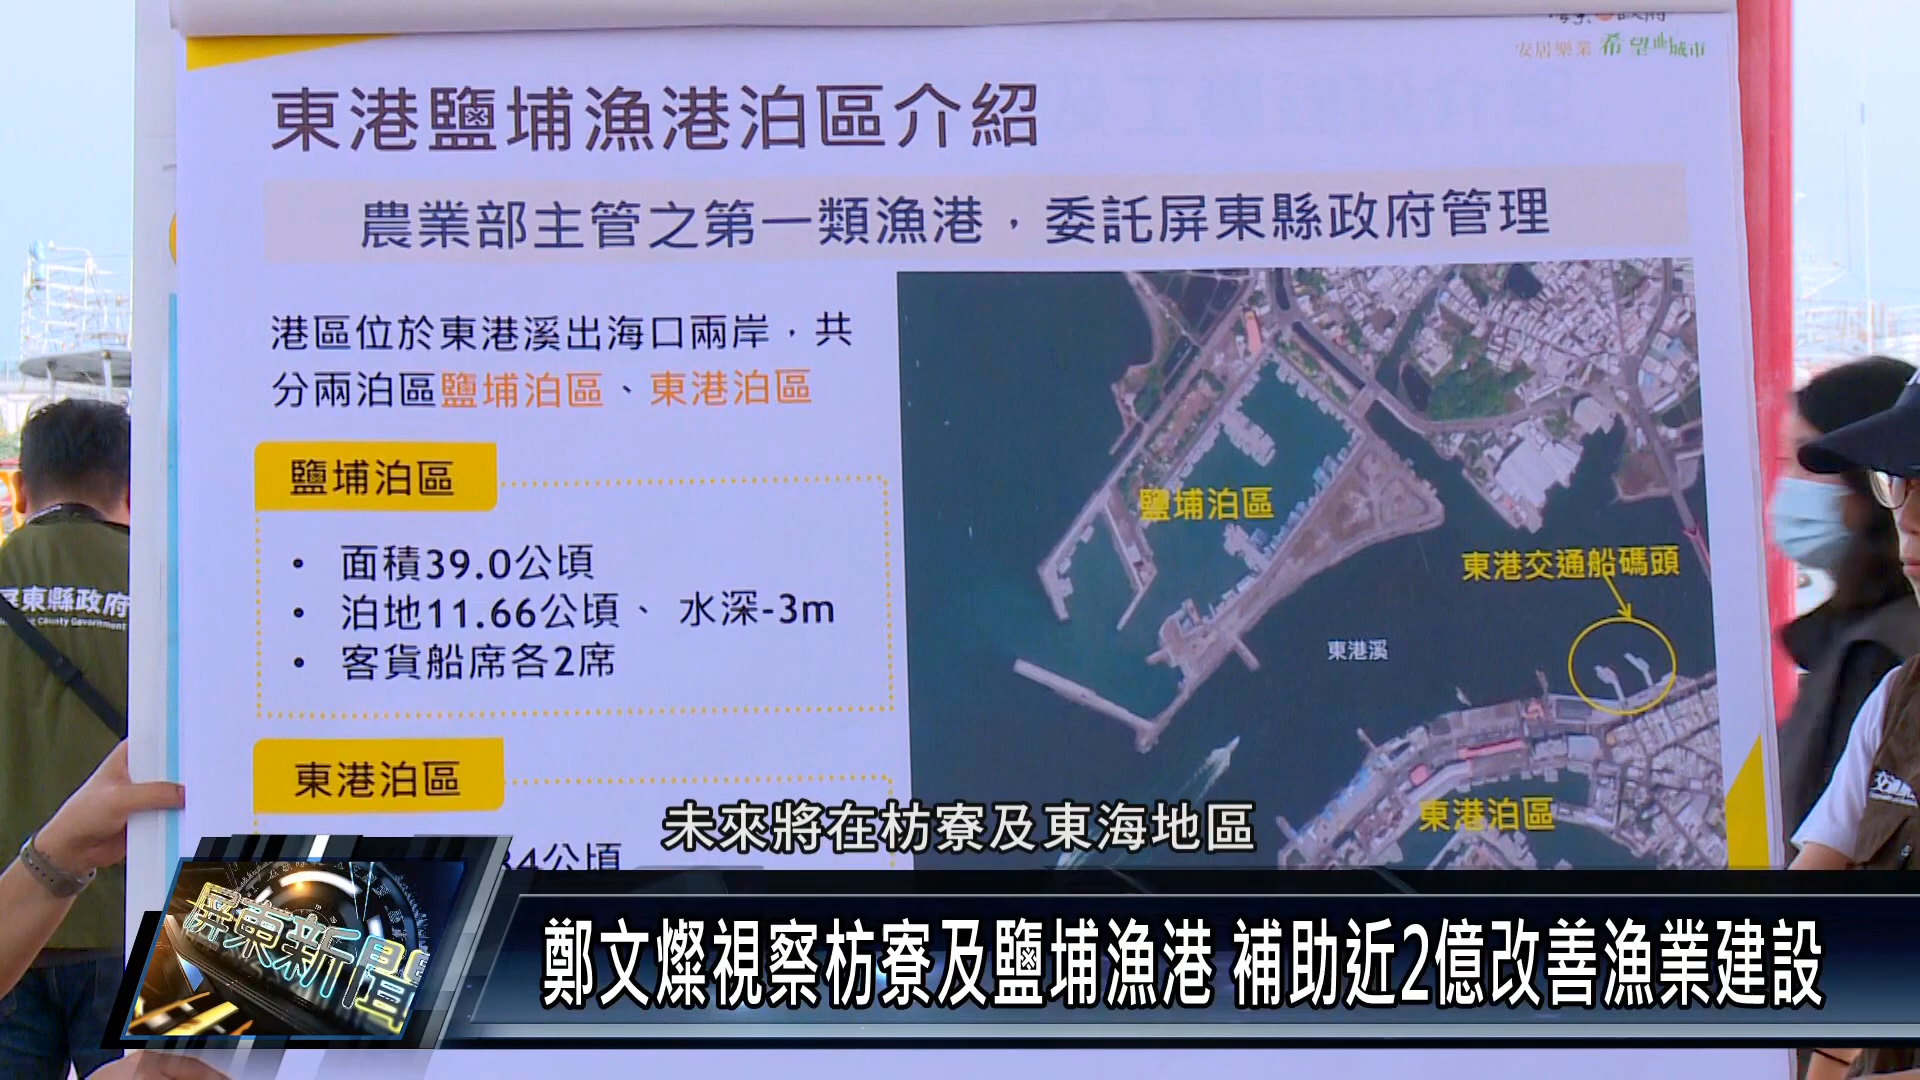 安居樂業 希望城市
東港鹽埔漁港泊區介紹
農業部主管之第一類漁港，委託屏東縣政府管理
港區位於東港溪出海口兩岸，共
分兩泊區鹽埔泊區、東港泊區
鹽埔泊區
• 面積39.0公頃
• 泊地11.66公頃、 水深-3m
• 客貨船席各2席
東港泊區
34公頃
鹽埔泊區
東港交通船碼頭
東港溪
東港泊區
屏東縣政府
County Government
未來將在枋寮及東海地區
屏東新聞
鄭文燦視察枋寮及鹽埔漁港 補助近2億改善漁業建設